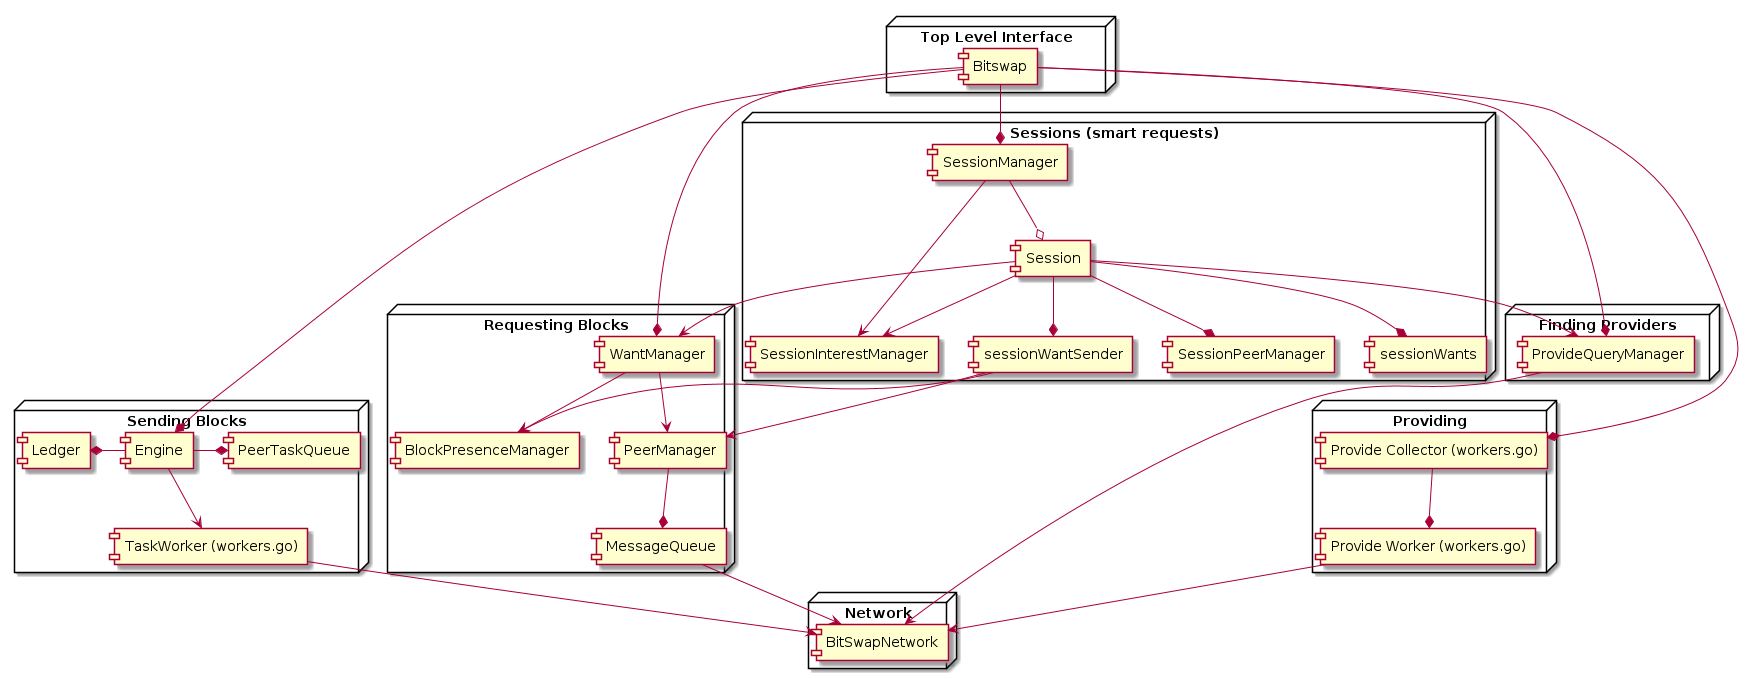 Top Level Interface
Bitswap
Sessions (smart requests)
SessionManager
Session
Requesting Blocks
Finding Providers
WantManager
SessionInterestManager
sessionWantSender
SessionPeerManager
sessionWants
ProvideQueryManager
Sending Blocks
Providing
Ledger
Engine
PeerTaskQueue
BlockPresenceManager
PeerManager
Provide Collector (workers.go)
TaskWorker (workers.go)
MessageQueue
Provide Worker (workers.go)
Network
BitSwapNetwork